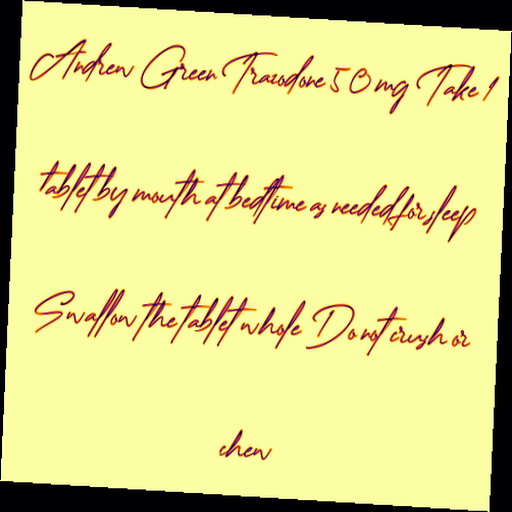 Andrew Green Trazodone 50 mg Take 1
tablet by mouth at bedtime as needed for sleep
Swallow the tablet whole Do not crush or
chew